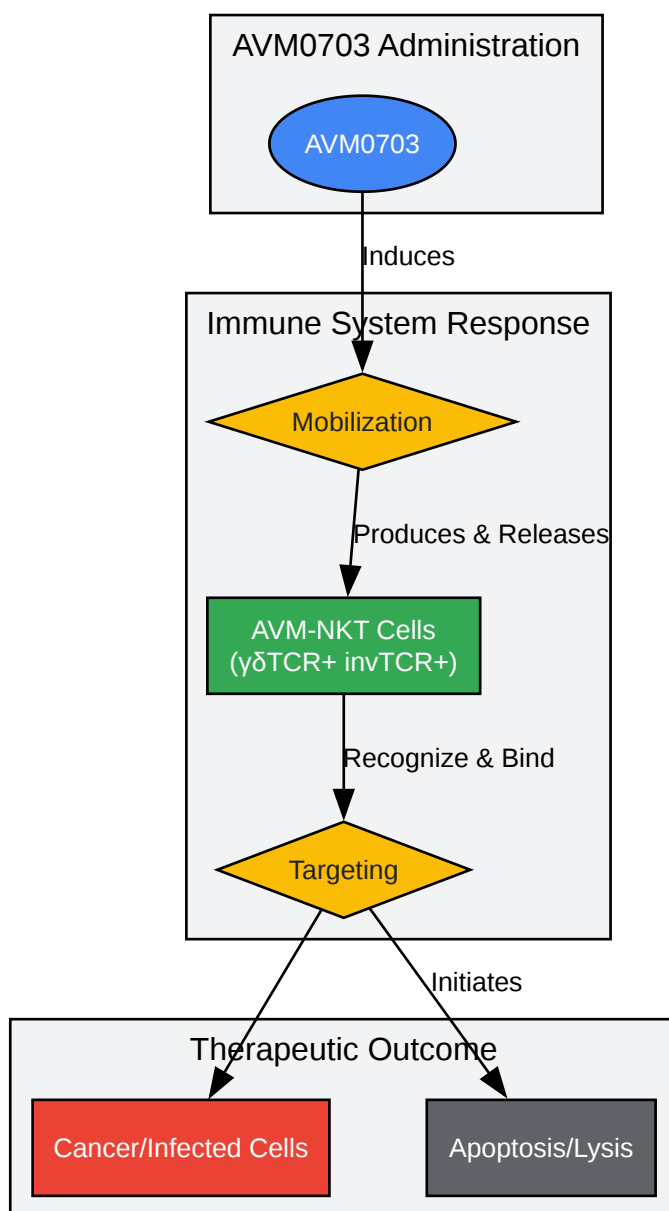 AVM0703 Administration
AVM0703
Induces
Immune System Response
Mobilization
Produces & Releases
AVM-NKT Cells
(γδTCR+ invTCR+)
Recognize & Bind
Targeting
Initiates
Therapeutic Outcome
Cancer/Infected Cells
Apoptosis/Lysis